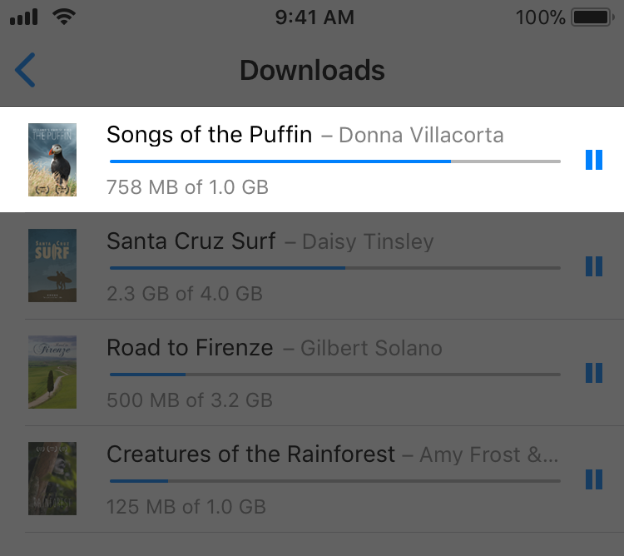 9:41 AM
100%
Downloads
Songs of the Puffin – Donna Villacorta
758 MB of 1.0 GB
SANTA CRUZ
SURF
Santa Cruz Surf – Daisy Tinsley
2.3 GB of 4.0 GB
Firenze
Road to Firenze – Gilbert Solano
500 MB of 3.2 GB
Creatures of the Rainforest – Amy Frost &...
125 MB of 1.0 GB